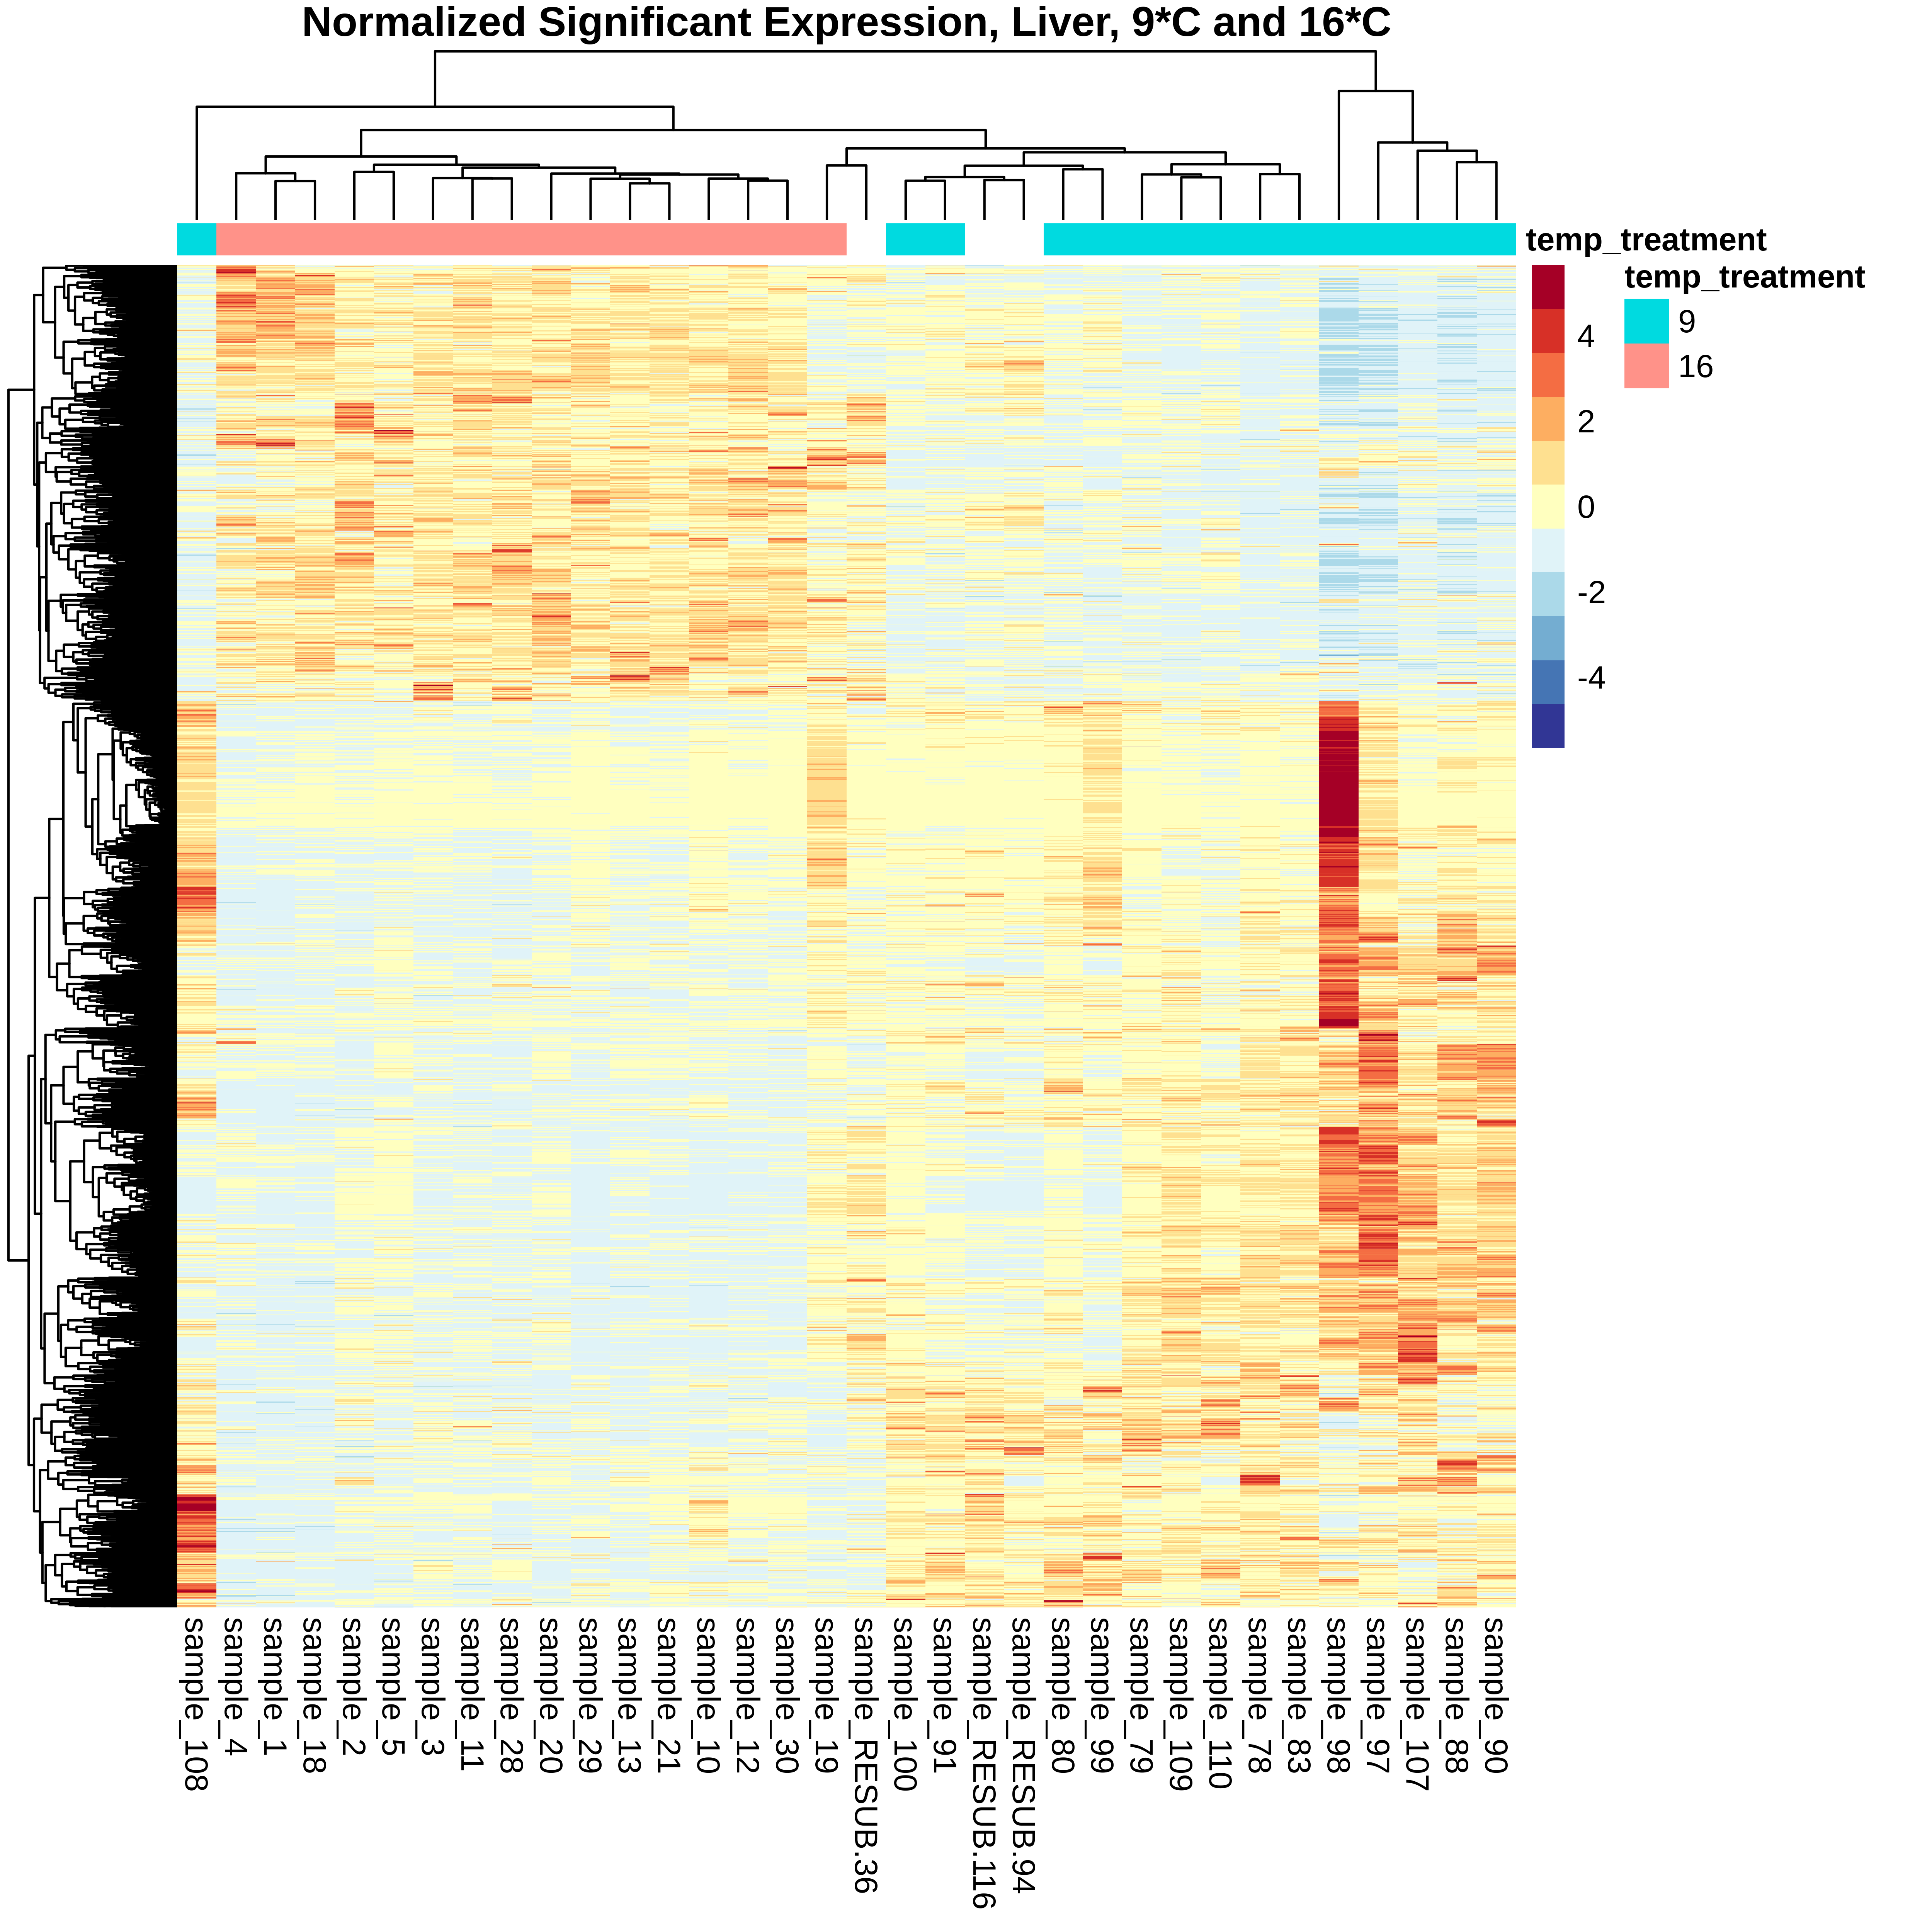 Normalized Significant Expression, Liver, 9*C and 16*C
temp_treatment
temp_treatment
9
16
4
2
0
-2
-4
sample_108
sample_4
sample_1
sample_18
sample_2
sample_5
sample_3
sample_11
sample_28
sample_20
sample_29
sample_13
sample_21
sample_10
sample_12
sample_30
sample_19
sample_RESUB.36
sample_100
sample_91
sample_RESUB.116
sample_RESUB.94
sample_80
sample_99
sample_79
sample_109
sample_110
sample_78
sample_83
sample_98
sample_97
sample_107
sample_88
sample_90